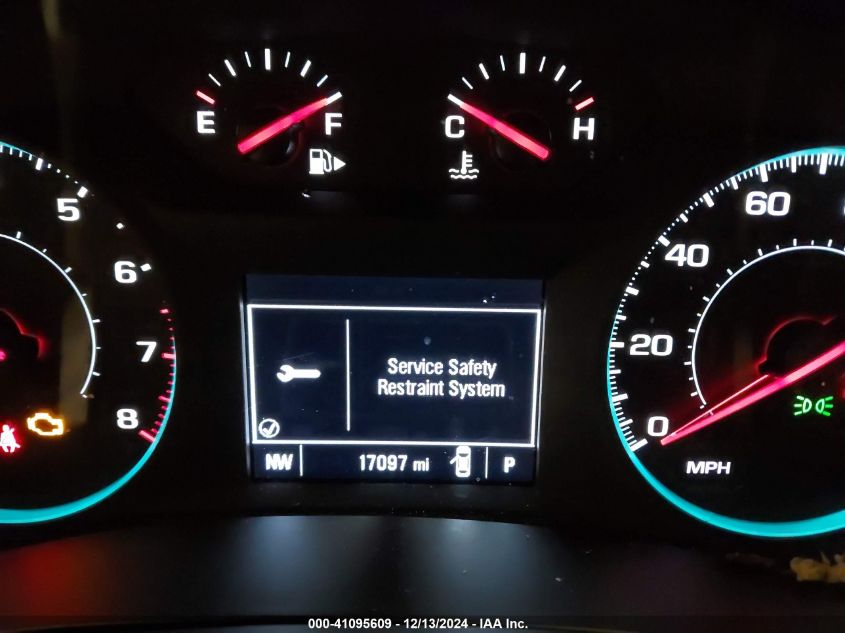 E F
C H
5
6
7
8
60
40
20
0
MPH
Service Safety
Restraint System
NW 17097 mi P
000-41095609 - 12/13/2024 - IAA Inc.